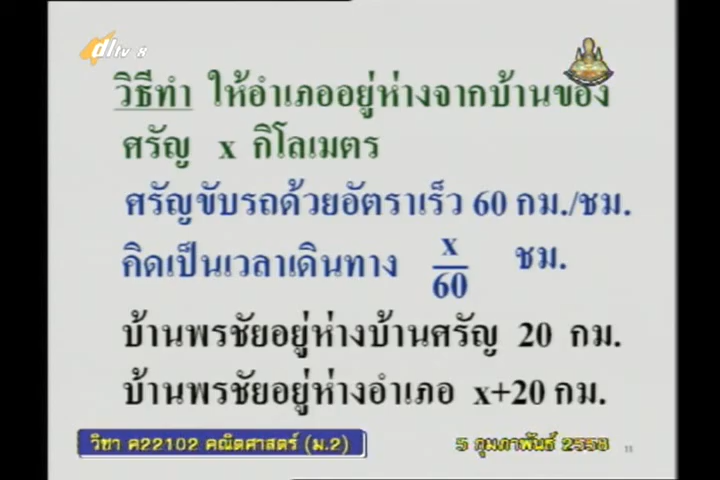 dltv 8
วิธีทำ ให้อำเภออยู่ห่างจากบ้านของ
ศรัญ x กิโลเมตร
ศรัญขับรถด้วยอัตราเร็ว 60 กม./ชม.
คิดเป็นเวลาเดินทาง x/60 ชม.
บ้านพรชัยอยู่ห่างบ้านศรัญ 20 กม.
บ้านพรชัยอยู่ห่างอำเภอ x+20 กม.
วิชา ค22102 คณิตศาสตร์ (ม.2) 5 กุมภาพันธ์ 2558 11